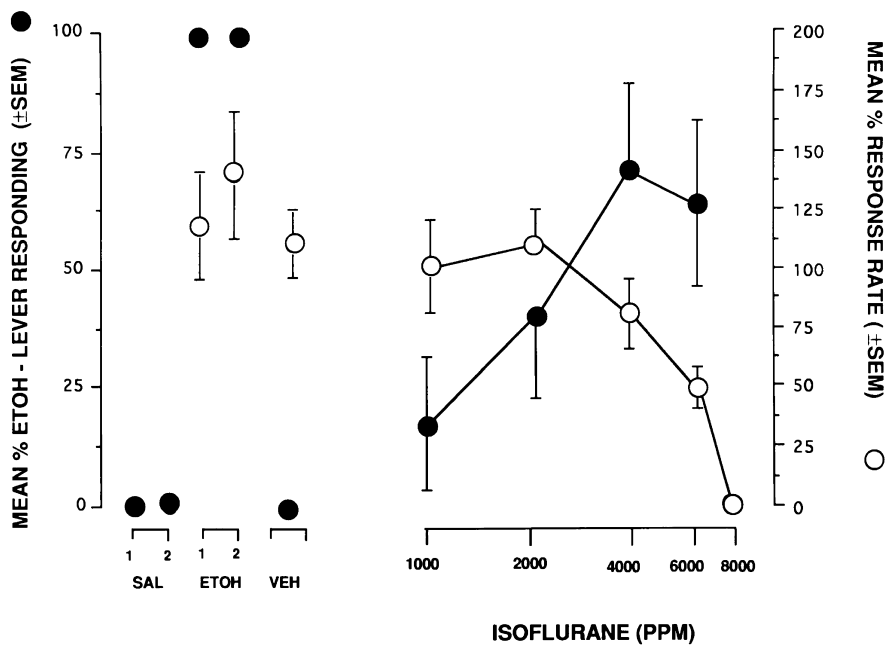 MEAN % ETOH - LEVER RESPONDING (±SEM)
100
75
50
25
0
1 2 1 2
SAL ETOH VEH
1000 2000 4000 6000 8000
ISOFLURANE (PPM)
200
175
150
125
100
75
50
25
0
MEAN % RESPONSE RATE ( ±SEM)